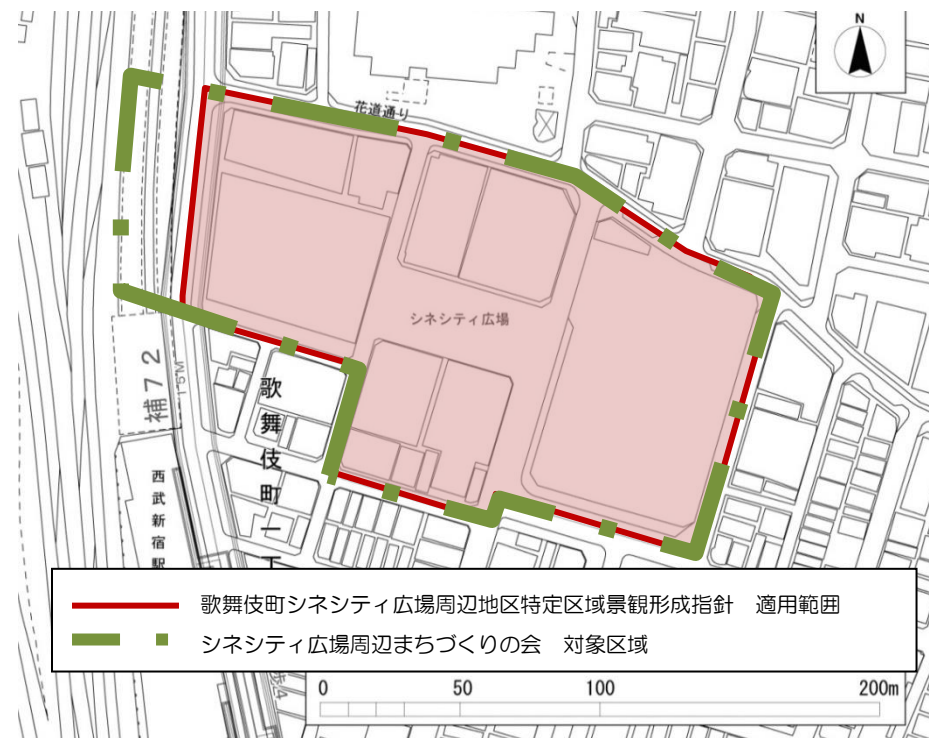 N
花道通り
シネシティ広場
補72
歌舞伎町一丁
西武新宿駅
歌舞伎町シネシティ広場周辺地区特定区域景観形成指針 適用範囲
シネシティ広場周辺まちづくりの会 対象区域
0 50 100 200m